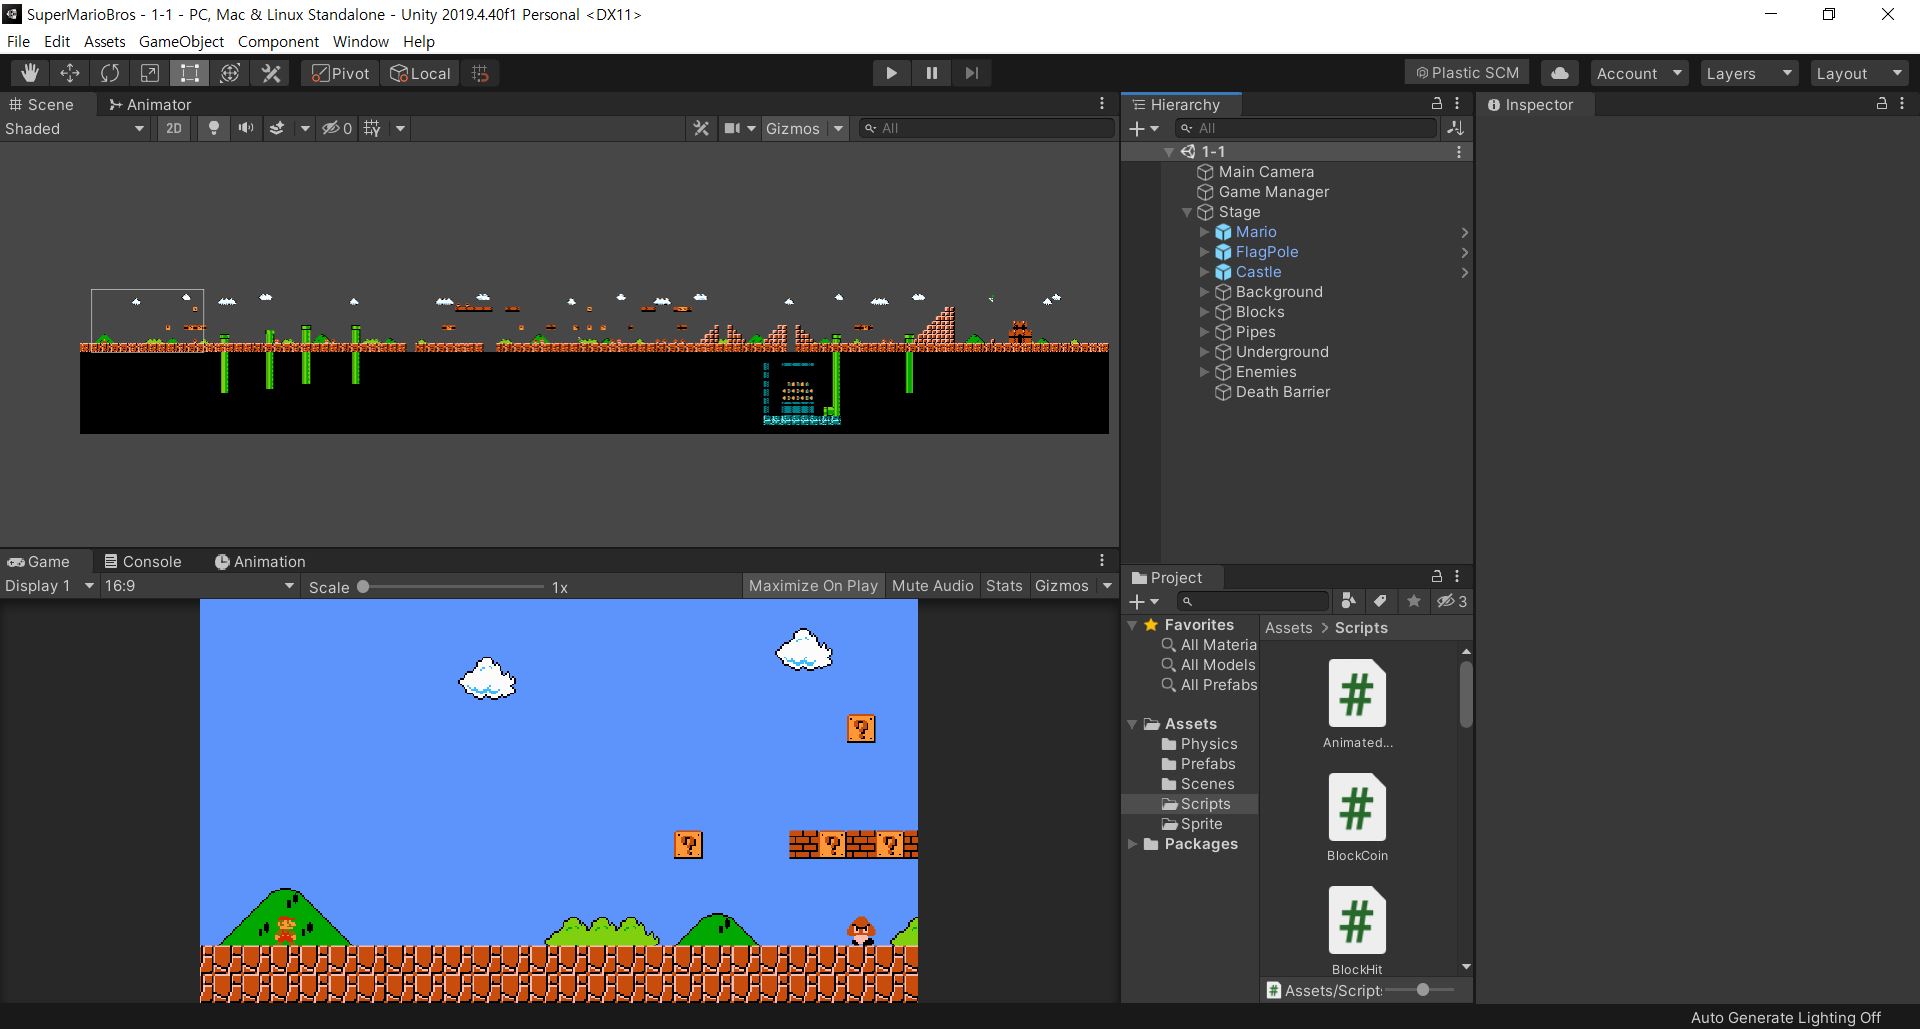 SuperMarioBros - 1-1 - PC, Mac & Linux Standalone - Unity 2019.4.40f1 Personal <DX11>
File Edit Assets GameObject Component Window Help
Pivot Local Plastic SCM Account Layers Layout
Scene Animator
Shaded 2D 0 Gizmos All
Hierarchy
All
1-1
Main Camera
Game Manager
Stage
Mario
FlagPole
Castle
Background
Blocks
Pipes
Underground
Enemies
Death Barrier
Inspector
Game Console Animation
Display 1 16:9 Scale 1x Maximize On Play Mute Audio Stats Gizmos
?
?
? ?
Project
3
Favorites
All Materia
All Models
All Prefabs
Assets
Physics
Prefabs
Scenes
Scripts
Sprite
Packages
Assets > Scripts
#
Animated...
#
BlockCoin
#
BlockHit
# Assets/Script
Auto Generate Lighting Off